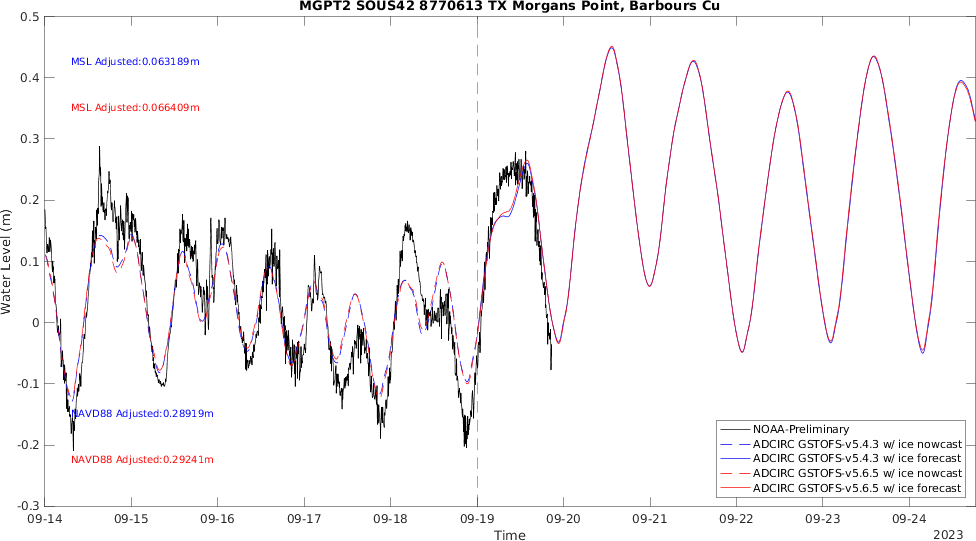 MGPT2 SOUS42 8770613 TX Morgans Point, Barbours Cu
Water Level (m)
0.5
0.4
0.3
0.2
0.1
0
-0.1
-0.2
-0.3
MSL Adjusted:0.063189m
MSL Adjusted:0.066409m
NAVD88 Adjusted:0.28919m
NAVD88 Adjusted:0.29241m
NOAA-Preliminary
ADCIRC GSTOFS-v5.4.3 w/ ice nowcast
ADCIRC GSTOFS-v5.4.3 w/ ice forecast
ADCIRC GSTOFS-v5.6.5 w/ ice nowcast
ADCIRC GSTOFS-v5.6.5 w/ ice forecast
09-14 09-15 09-16 09-17 09-18 09-19 09-20 09-21 09-22 09-23 09-24
Time
2023